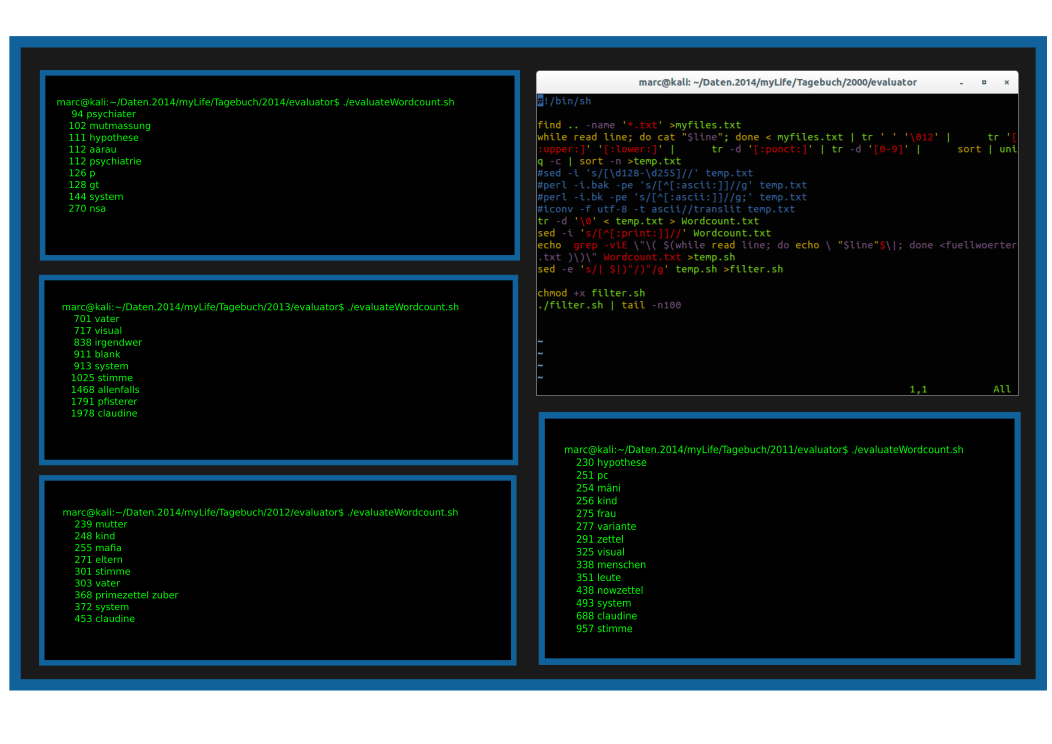 marc@kali:~/Daten.2014/myLife/Tagebuch/2014/evaluator$ ./evaluateWordcount.sh
94 psychiater
102 mutmassung
111 hypothese
112 aarau
112 psychiatrie
126 p
128 gt
144 system
270 nsa
marc@kali:~/Daten.2014/myLife/Tagebuch/2013/evaluator$ ./evaluateWordcount.sh
701 vater
717 visual
838 irgendwer
911 blank
913 system
1025 stimme
1468 allenfalls
1791 pfisterer
1978 claudine
marc@kali:~/Daten.2014/myLife/Tagebuch/2012/evaluator$ ./evaluateWordcount.sh
239 mutter
248 kind
255 mafia
271 eltern
301 stimme
303 vater
368 primezettel zuber
372 system
453 claudine
marc@kali: ~/Daten.2014/myLife/Tagebuch/2000/evaluator
#!/bin/sh
find .. -name '*.txt' >myfiles.txt
while read line; do cat "$line"; done < myfiles.txt | tr ' ' '\012' |     tr '[
:upper:]' '[:lower:]' |      tr -d '[:punct:]' | tr -d '[0-9]' |      sort | uni
q -c | sort -n >temp.txt
#sed -i 's/[\d128-\d255]//' temp.txt
#perl -i.bak -pe 's/[^[:ascii:]]//g' temp.txt
#perl -i.bk -pe 's/[^[:ascii:]]//g;' temp.txt
#iconv -f utf-8 -t ascii//translit temp.txt
tr -d '\0' < temp.txt > Wordcount.txt
sed -i 's/[^[:print:]]//' Wordcount.txt
echo  grep -viE \"\( $(while read line; do echo \ "$line"$\|; done <fuellwoerter
.txt )\)\" Wordcount.txt >temp.sh
sed -e 's/| $|)"/)"/g' temp.sh >filter.sh
chmod +x filter.sh
./filter.sh | tail -n100
~
~
~
~
1,1 All
marc@kali:~/Daten.2014/myLife/Tagebuch/2011/evaluator$ ./evaluateWordcount.sh
230 hypothese
251 pc
254 mäni
256 kind
275 frau
277 variante
291 zettel
325 visual
338 menschen
351 leute
438 nowzettel
493 system
688 claudine
957 stimme